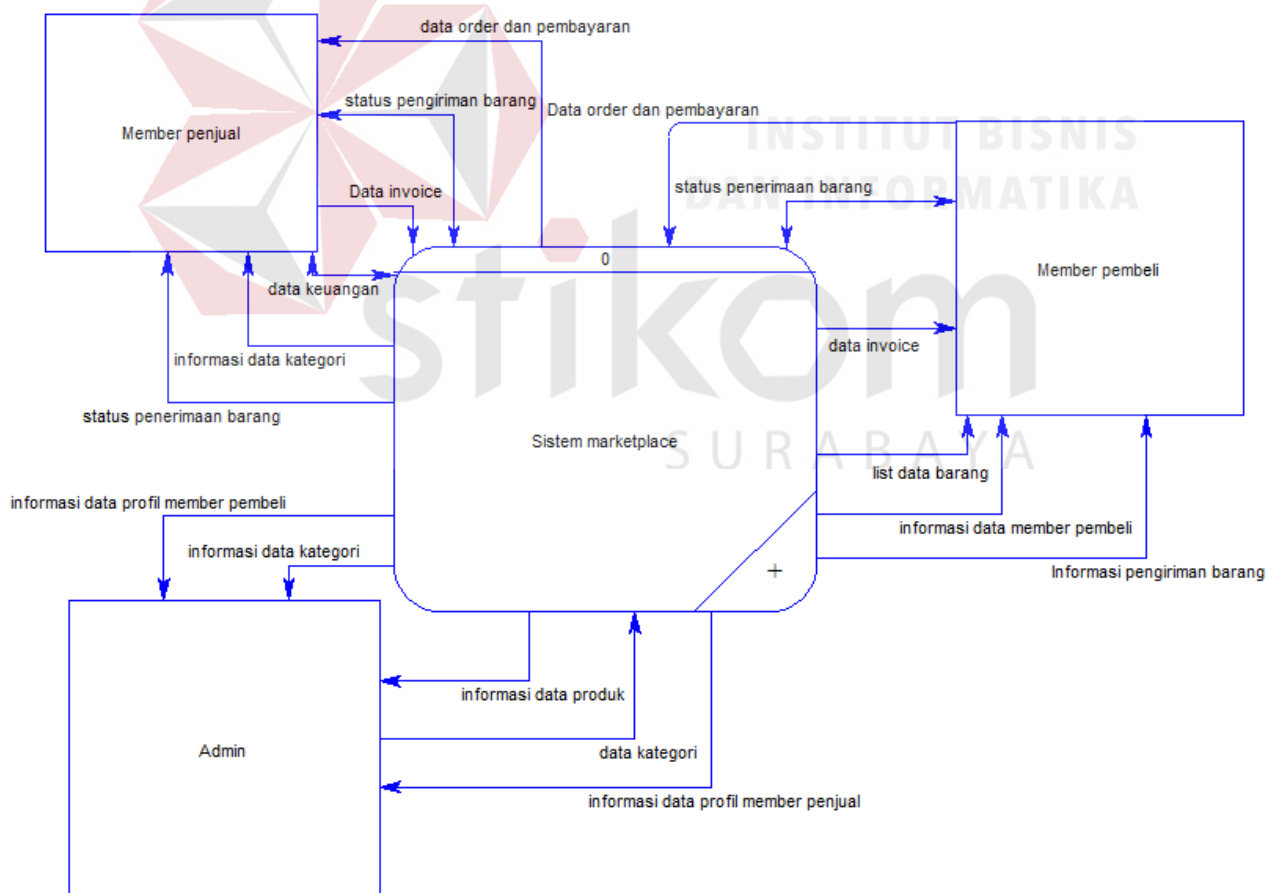 data order dan pembayaran
status pengiriman barang
Data order dan pembayaran
INSTITUT BISNIS
DAN INFORMATIKA
Member penjual
Data invoice
status penerimaan barang
0
Member pembeli
data keuangan
stikom
informasi data kategori
data invoice
status penerimaan barang
Sistem marketplace
SURABAYA
list data barang
informasi data profil member pembeli
informasi data member pembeli
informasi data kategori
Informasi pengiriman barang
+
informasi data produk
Admin
data kategori
informasi data profil member penjual